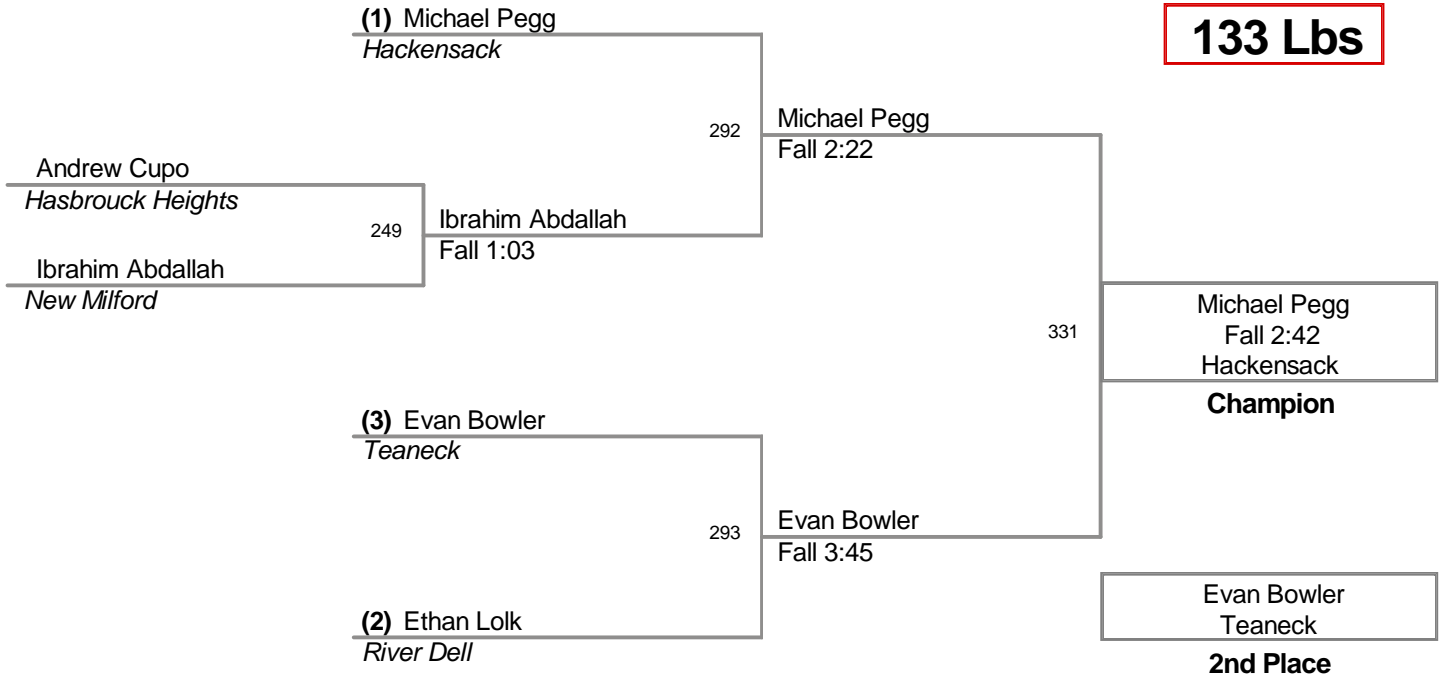 (1) Michael Pegg
Hackensack
133 Lbs
292
Michael Pegg
Fall 2:22
Andrew Cupo
Hasbrouck Heights
249
Ibrahim Abdallah
Fall 1:03
Ibrahim Abdallah
New Milford
331
Michael Pegg
Fall 2:42
Hackensack
Champion
(3) Evan Bowler
Teaneck
293
Evan Bowler
Fall 3:45
(2) Ethan Lolk
River Dell
Evan Bowler
Teaneck
2nd Place